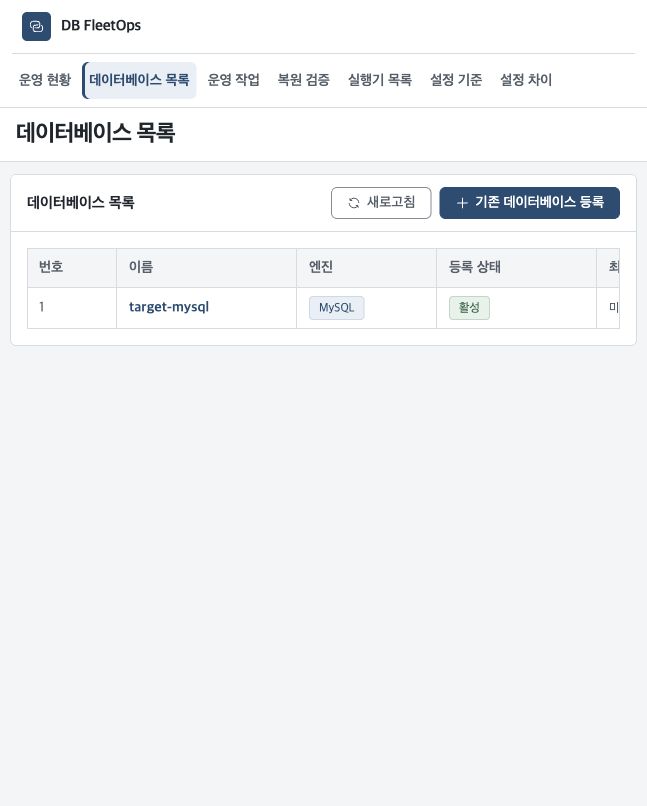 DB FleetOps
운영 현황 데이터베이스 목록 운영 작업 복원 검증 실행기 목록 설정 기준 설정 차이
데이터베이스 목록
데이터베이스 목록 새로고침 기존 데이터베이스 등록
번호 이름 엔진 등록 상태 최
1 target-mysql MySQL 활성 미